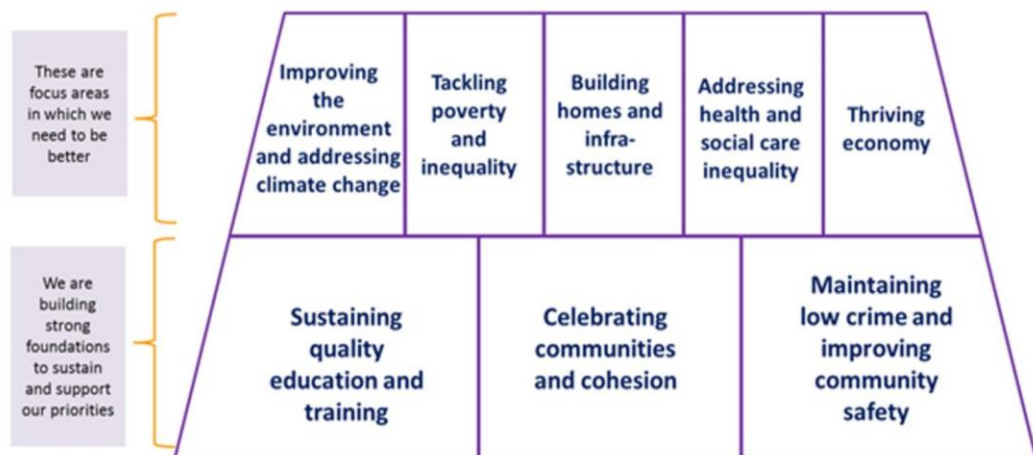 These are
focus areas
in which we
need to be
better
Improving
the
environment
and addressing
climate change
Tackling
poverty
and
inequality
Building
homes and
infra-
structure
Addressing
health and
social care
inequality
Thriving
economy
We are
building
strong
foundations
to sustain
and support
our priorities
Sustaining
quality
education and
training
Celebrating
communities
and cohesion
Maintaining
low crime and
improving
community
safety